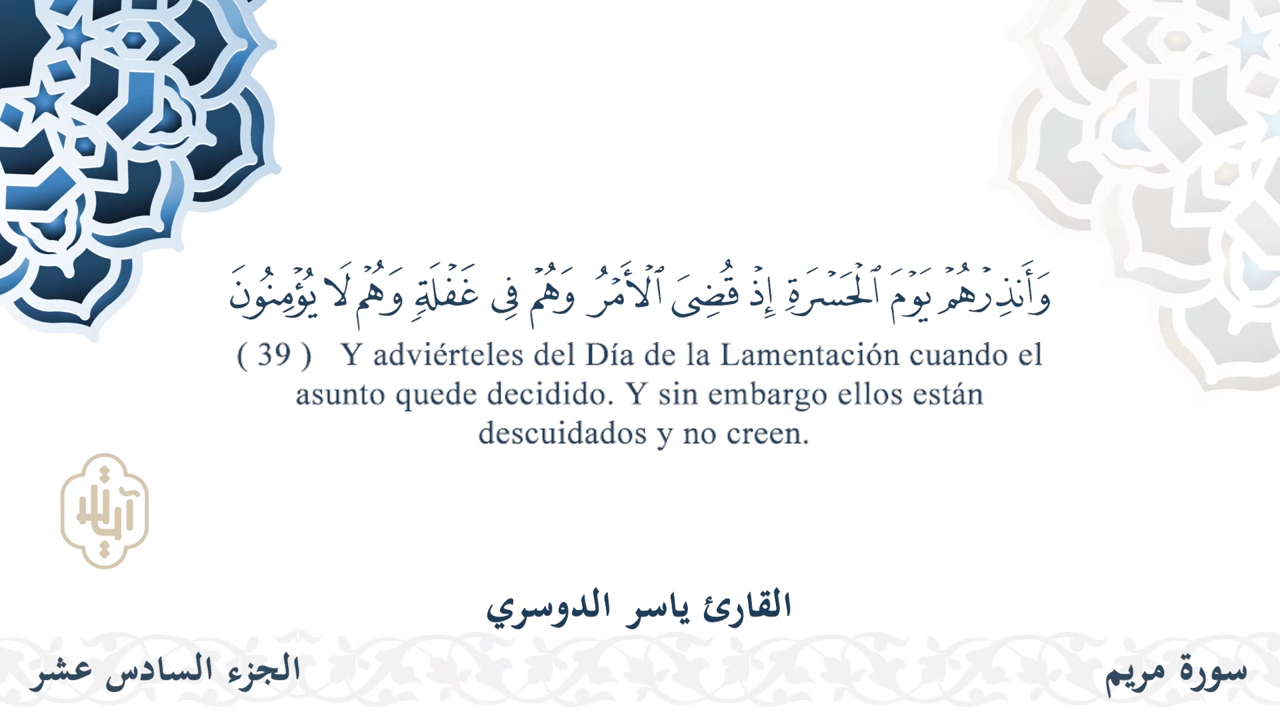 وَأَنذِرْهُمْ يَوْمَ ٱلْحَسْرَةِ إِذْ قُضِىَ ٱلْأَمْرُ وَهُمْ فِى غَفْلَةٍۢ وَهُمْ لَا يُؤْمِنُونَ
( 39 ) Y adviérteles del Día de la Lamentación cuando el
asunto quede decidido. Y sin embargo ellos están
descuidados y no creen.
القارئ ياسر الدوسري
سورة مريم
الجزء السادس عشر